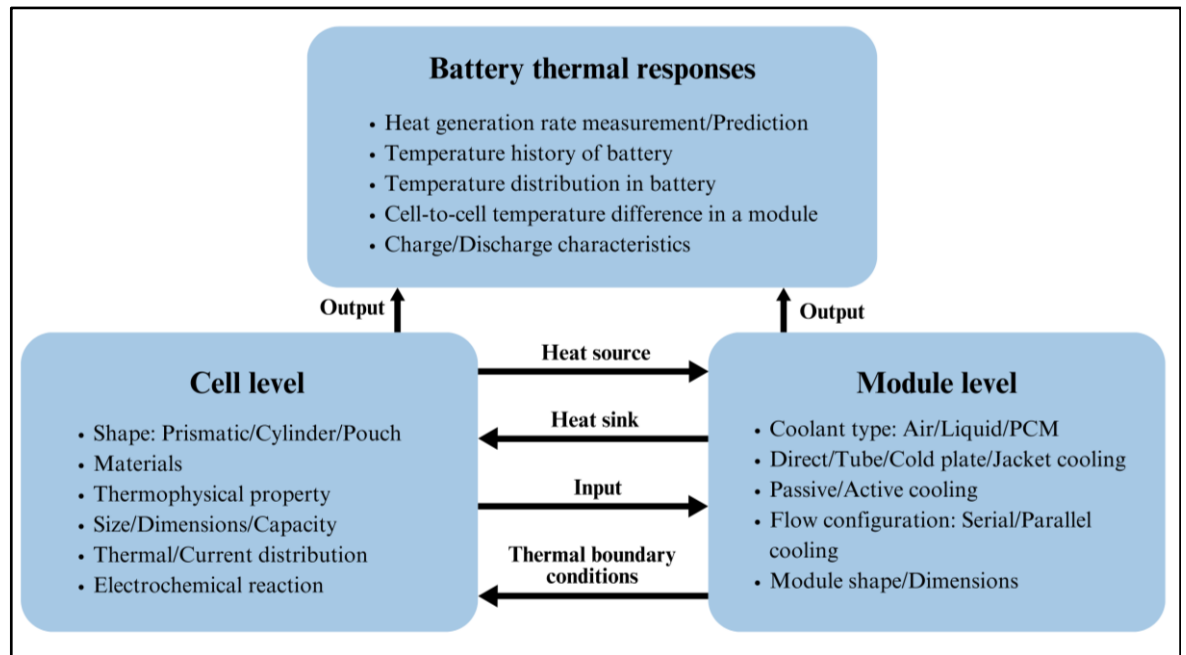 Battery thermal responses
• Heat generation rate measurement/Prediction
• Temperature history of battery
• Temperature distribution in battery
• Cell-to-cell temperature difference in a module
• Charge/Discharge characteristics
Output
Output
Cell level
• Shape: Prismatic/Cylinder/Pouch
• Materials
• Thermophysical property
• Size/Dimensions/Capacity
• Thermal/Current distribution
• Electrochemical reaction
Heat source
Heat sink
Input
Thermal boundary
conditions
Module level
• Coolant type: Air/Liquid/PCM
• Direct/Tube/Cold plate/Jacket cooling
• Passive/Active cooling
• Flow configuration: Serial/Parallel
cooling
• Module shape/Dimensions